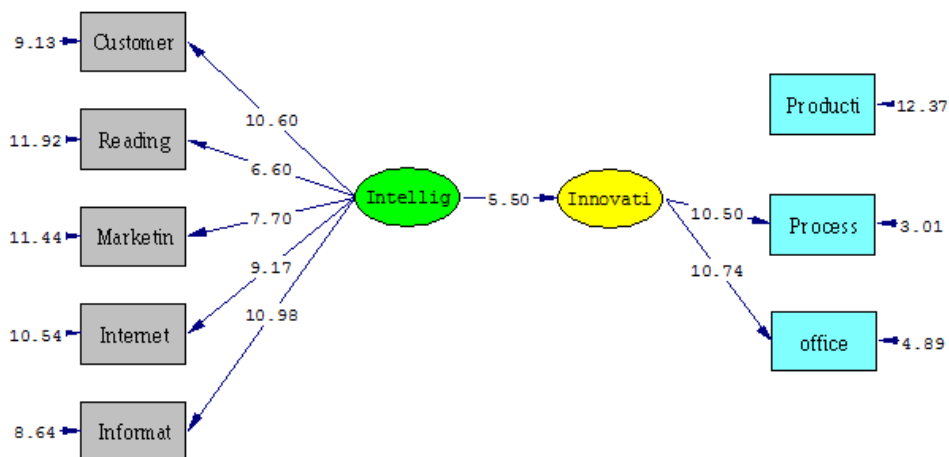 9.13
Customer
10.60
11.92
Reading
6.60
11.44
Marketin
7.70
10.54
Internet
9.17
8.64
Informat
10.98
Intellig
5.50
Innovati
Producti
12.37
10.50
Process
3.01
10.74
office
4.89